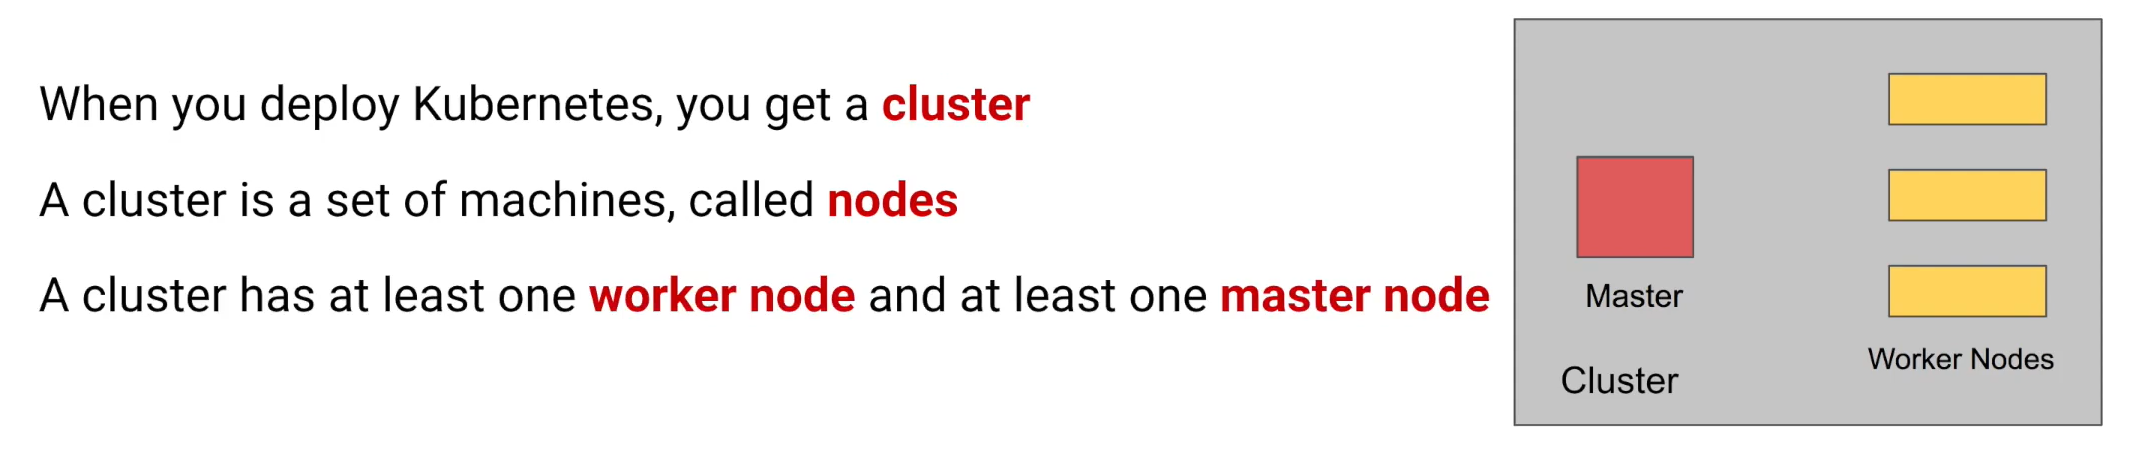 When you deploy Kubernetes, you get a cluster
A cluster is a set of machines, called nodes
A cluster has at least one worker node and at least one master node
Master
Worker Nodes
Cluster